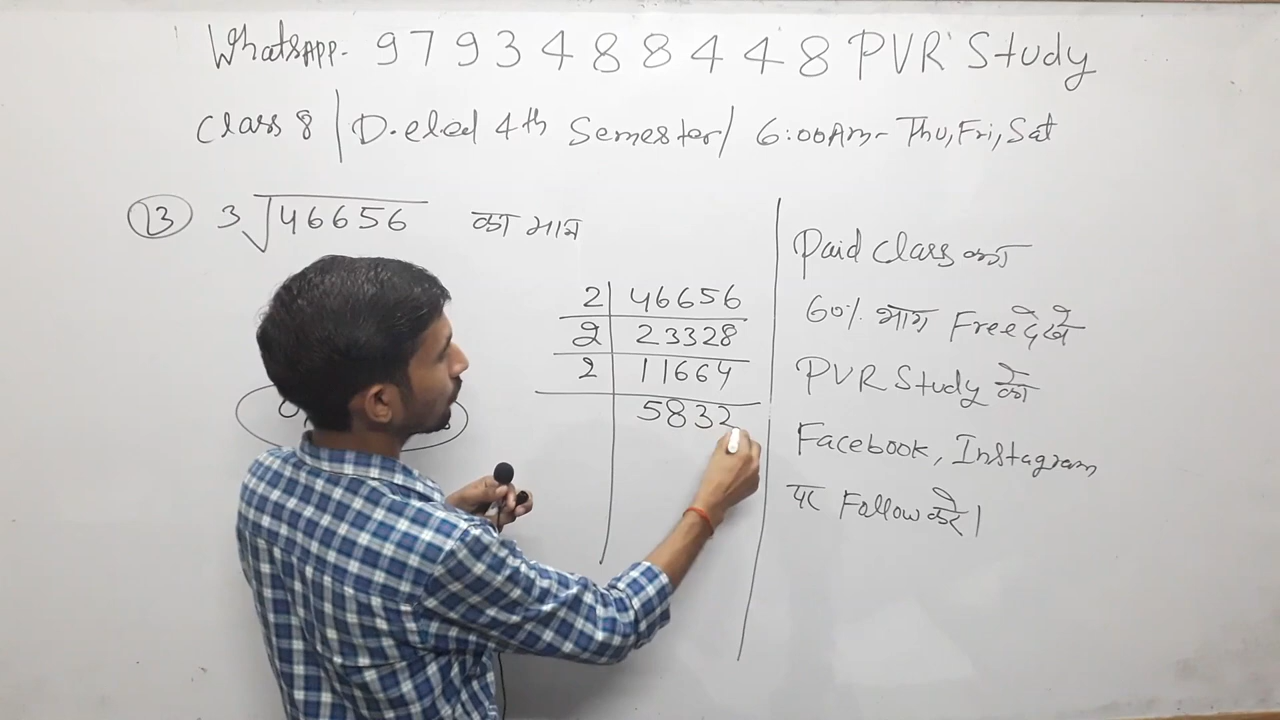 WhatsApp- 9793488448 PVR Study
Class 8 | D.eled 4th Semester / 6:00Am- Thu, Fri, Sat
13 3√46656 का मान
2 | 46656
2 | 23328
2 | 11664
5832
Paid Class का
60% भाग Free देखे
PVR Study को
Facebook, Instagram
पर Follow करे।